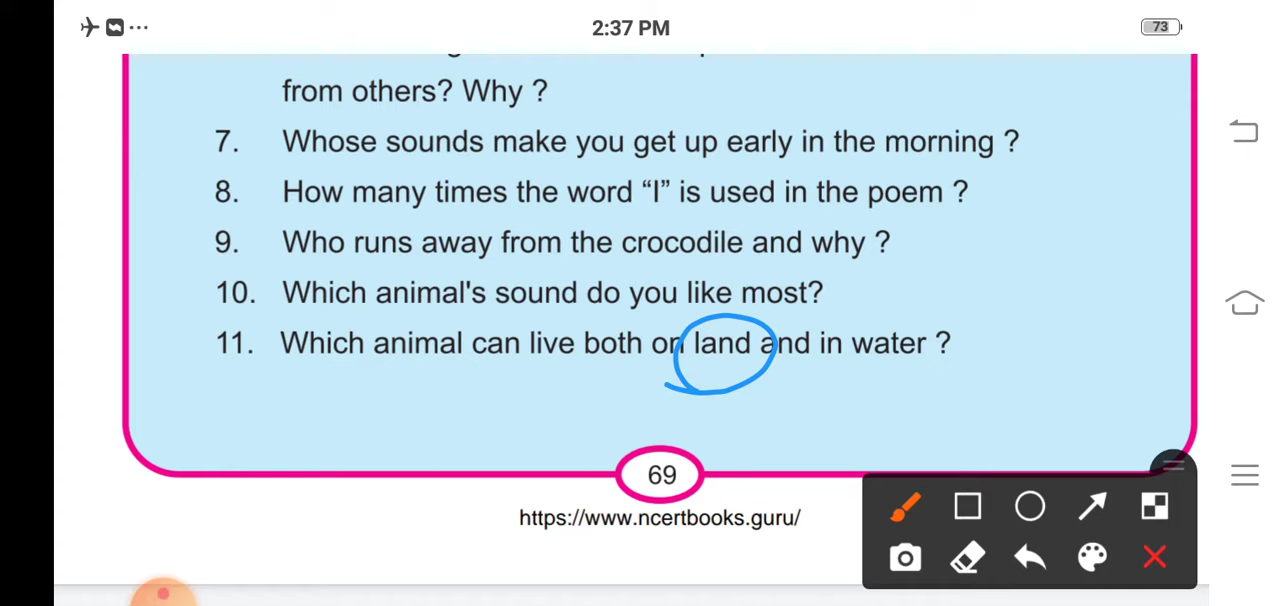 2:37 PM
73
from others? Why ?
7. Whose sounds make you get up early in the morning ?
8. How many times the word “I” is used in the poem ?
9. Who runs away from the crocodile and why ?
10. Which animal's sound do you like most?
11. Which animal can live both on land and in water ?
69
https://www.ncertbooks.guru/